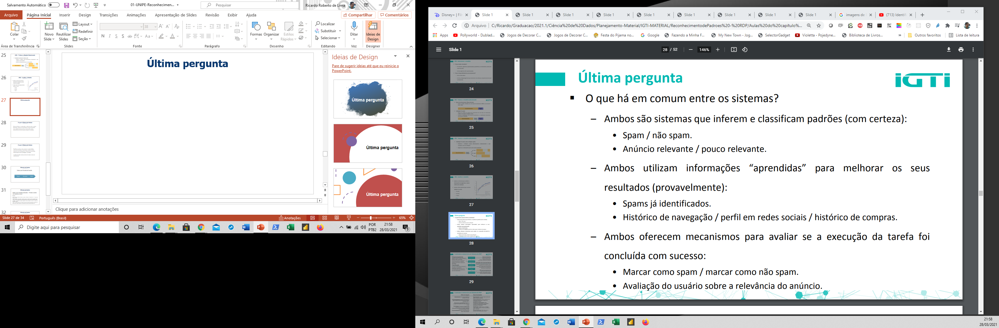 Salvamento Automático
01-UNIPE-Reconhecimen...
Pesquisar
Ricardo Roberto de Lima
Arquivo
Página Inicial
Inserir
Design
Transições
Animações
Apresentação de Slides
Revisão
Exibir
Ajuda
Compartilhar
Comentários
Colar
Novo Slide
Reutilizar Slides
Layout
Redefinir
Seção
38
N I S S ab AV Aa A
Formas
Organizar
Estilos Rápidos
Localizar
Substituir
Selecionar
Ditar
Ideias de Design
Área de Transferência
Slides
Fonte
Parágrafo
Desenho
Editando
Voz
Designer
25
26
27
28
29
30
31
32
Última pergunta
Ideias de Design
Pare de sugerir ideias até que eu reinicie o
PowerPoint.
Última pergunta
Última pergunta
Última pergunta
Clique para adicionar anotações
Slide 27 de 34
Português (Brasil)
Anotações
65%
Digite aqui para pesquisar
POR
PTB2
21:58
28/03/2021
3
Disney+ | Fil
Slide 1
Slide 1
Slide 1
Slide 1
Slide 1
Slide 1
Slide 1
Slide 1
Slide 1
imagens de
(713) Identif
Arquivo | C:/Ricardo/Graduacao/2021.1/Ciência%20de%20Dados/Planejamento-Material/IGTI-MATERIAL/ReconhecimentodePadroes%20-%20RDP/Aulas%20do%20capítulo%...
Apps
Pollyworld - Dublad...
Jogos de Decorar C...
Jogos de Decorar C...
Festa do Pijama no...
Google
Fazendo a Minha F...
My New Town - Jog...
SelectorGadget
Violetta - Pojedyne...
Biblioteca de Livros...
»
Outros favoritos
Lista de leitura
Slide 1
28 / 52
146%
24
25
26
27
28
29
Última pergunta
iGTi
▪ O que há em comum entre os sistemas?
– Ambos são sistemas que inferem e classificam padrões (com certeza):
• Spam / não spam.
• Anúncio relevante / pouco relevante.
– Ambos utilizam informações “aprendidas” para melhorar os seus
resultados (provavelmente):
• Spams já identificados.
• Histórico de navegação / perfil em redes sociais / histórico de compras.
– Ambos oferecem mecanismos para avaliar se a execução da tarefa foi
concluída com sucesso:
• Marcar como spam / marcar como não spam.
• Avaliação do usuário sobre a relevância do anúncio.
21:58
28/03/2021